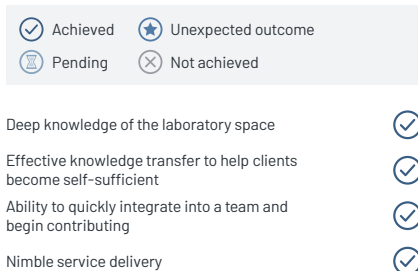 Achieved
Unexpected outcome
Pending
Not achieved
Deep knowledge of the laboratory space
Effective knowledge transfer to help clients
become self-sufficient
Ability to quickly integrate into a team and
begin contributing
Nimble service delivery